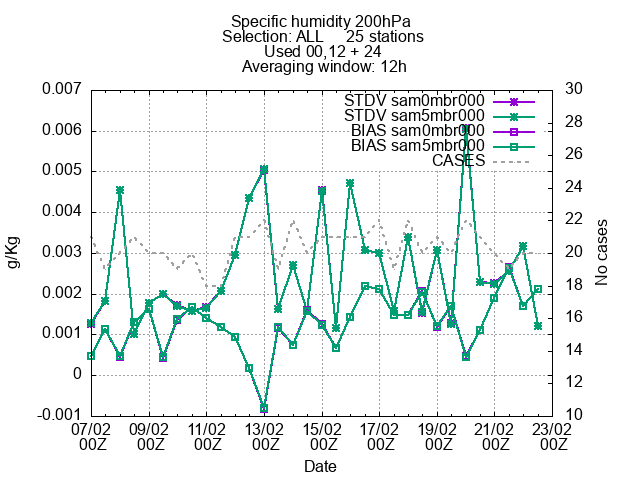 Specific humidity 200hPa
Selection: ALL 25 stations
Used 00,12 + 24
Averaging window: 12h
STDV sam0mbr000
STDV sam5mbr000
BIAS sam0mbr000
BIAS sam5mbr000
CASES
g/Kg
0.007
0.006
0.005
0.004
0.003
0.002
0.001
0
-0.001
No cases
30
28
26
24
22
20
18
16
14
12
10
07/02 09/02 11/02 13/02 15/02 17/02 19/02 21/02 23/02
00Z 00Z 00Z 00Z 00Z 00Z 00Z 00Z 00Z
Date